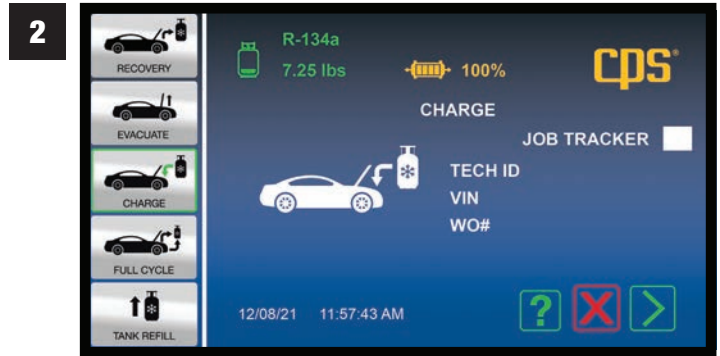 2
RECOVERY
EVACUATE
CHARGE
FULL CYCLE
TANK REFILL
R-134a
7.25 lbs
100%
cps®
CHARGE
JOB TRACKER
TECH ID
VIN
WO#
12/08/21 11:57:43 AM
?